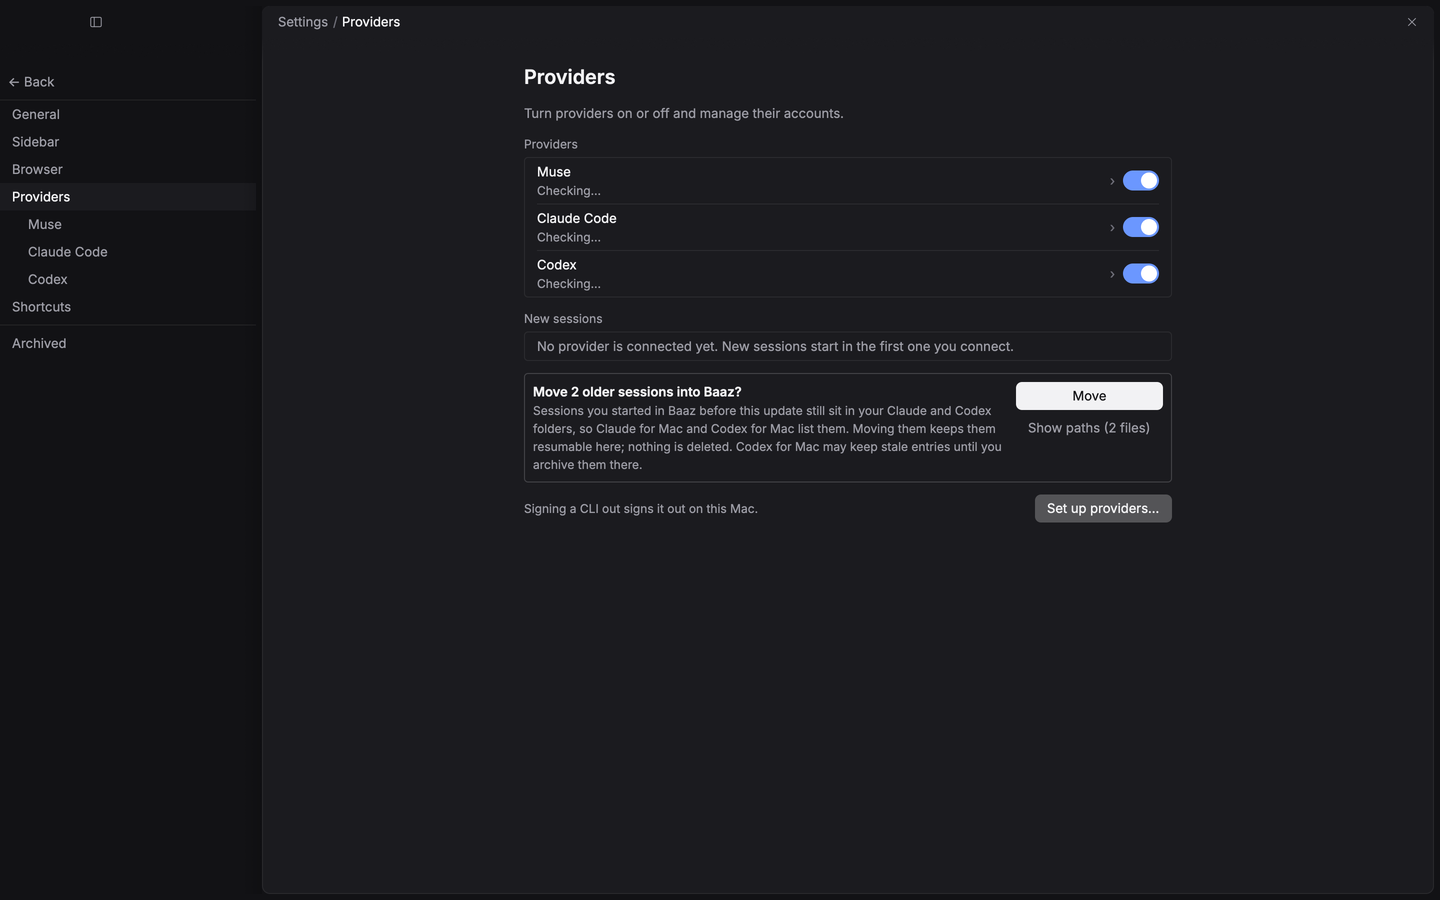 Settings / Providers
← Back
General
Sidebar
Browser
Providers
Muse
Claude Code
Codex
Shortcuts
Archived
Providers
Turn providers on or off and manage their accounts.
Providers
Muse
Checking...
Claude Code
Checking...
Codex
Checking...
New sessions
No provider is connected yet. New sessions start in the first one you connect.
Move 2 older sessions into Baaz?
Sessions you started in Baaz before this update still sit in your Claude and Codex
folders, so Claude for Mac and Codex for Mac list them. Moving them keeps them
resumable here; nothing is deleted. Codex for Mac may keep stale entries until you
archive them there.
Move
Show paths (2 files)
Signing a CLI out signs it out on this Mac.
Set up providers...